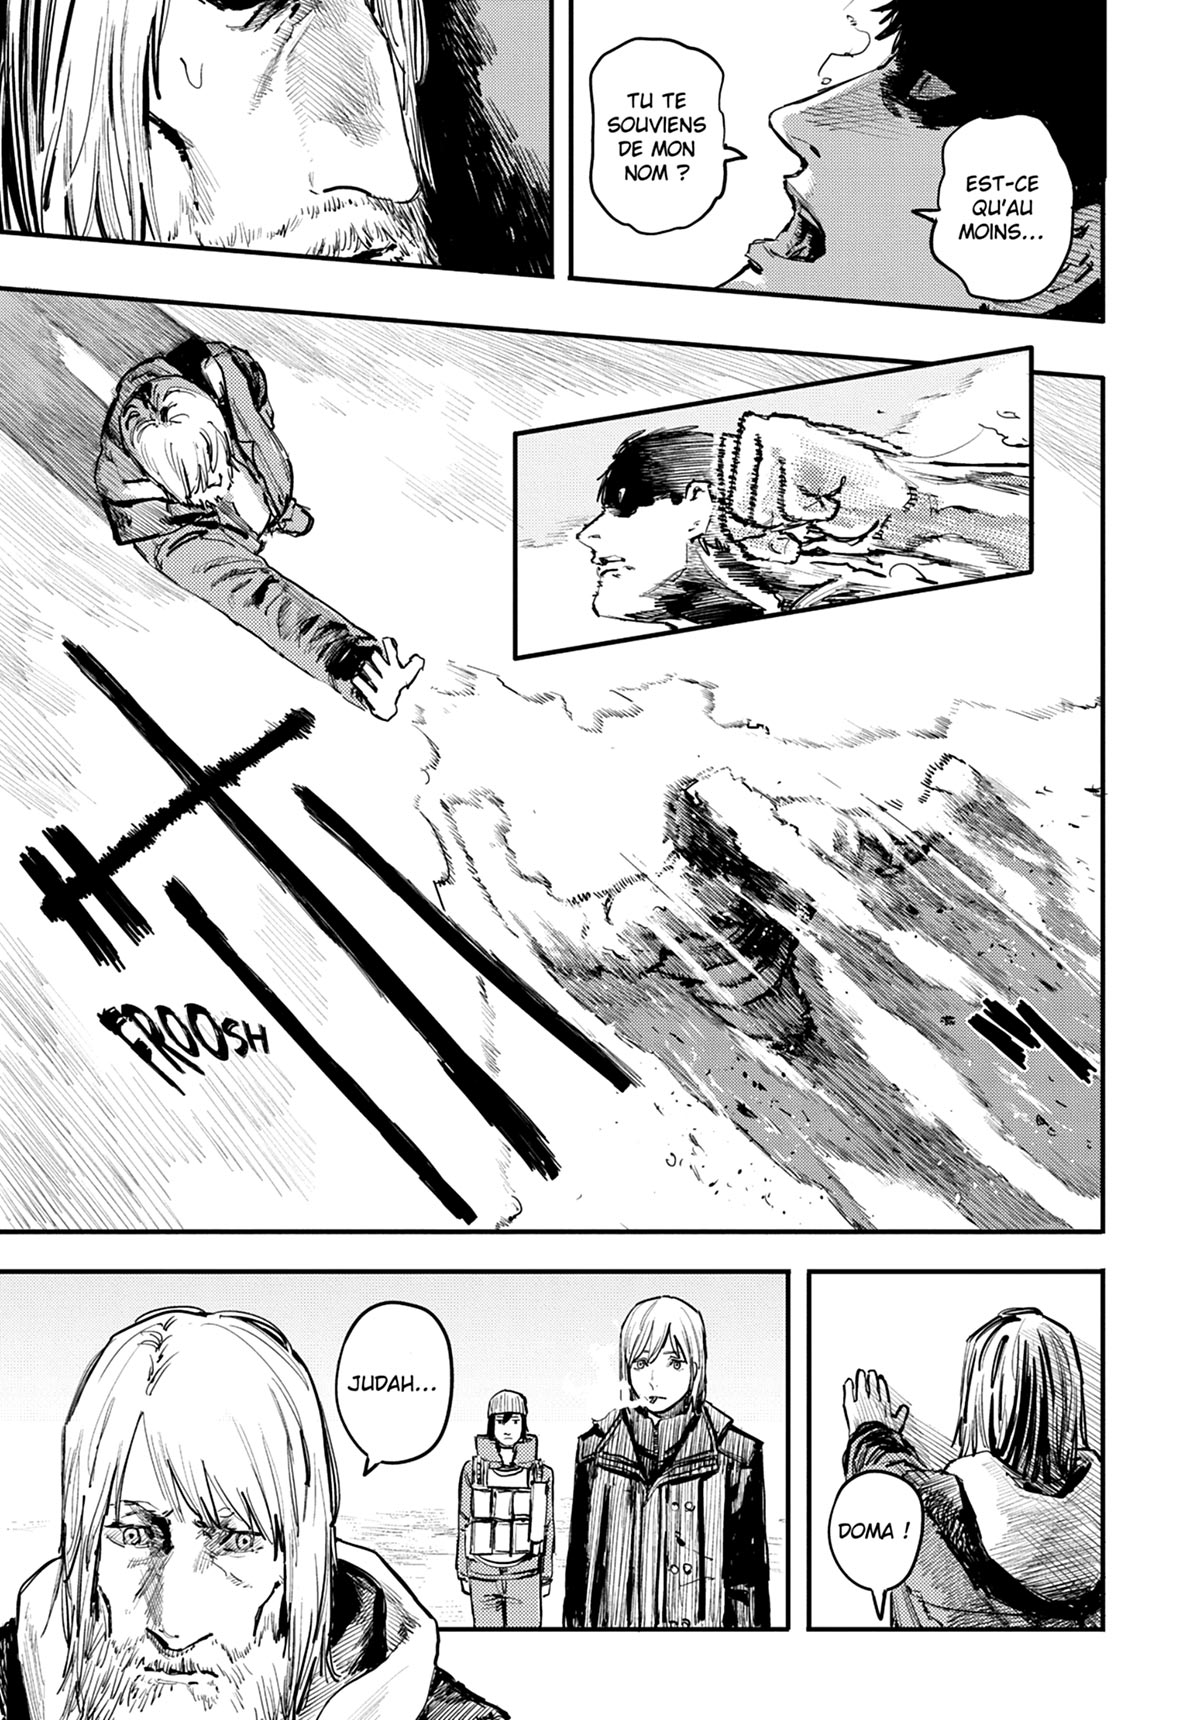 EST-CE
QU'AU
MOINS...
TU TE
SOUVIENS
DE MON
NOM ?
FROOSH
DOMA !
JUDAH...